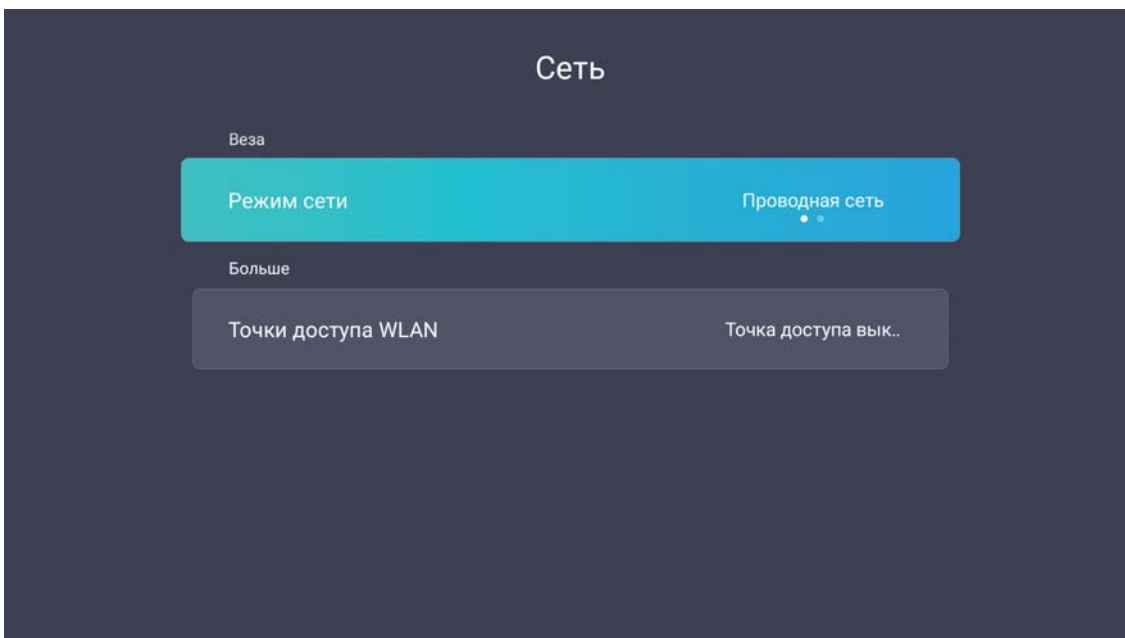 Сеть
Веза
Режим сети Проводная сеть
Больше
Точки доступа WLAN Точка доступа вык..